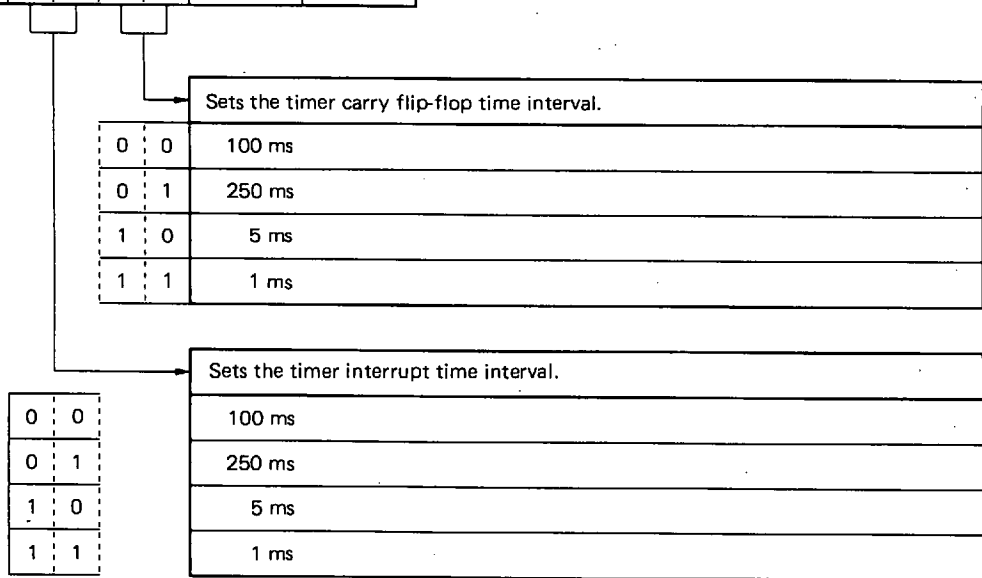 Sets the timer carry flip-flop time interval.
0 0 100 ms
0 1 250 ms
1 0 5 ms
1 1 1 ms
Sets the timer interrupt time interval.
0 0 100 ms
0 1 250 ms
1 0 5 ms
1 1 1 ms